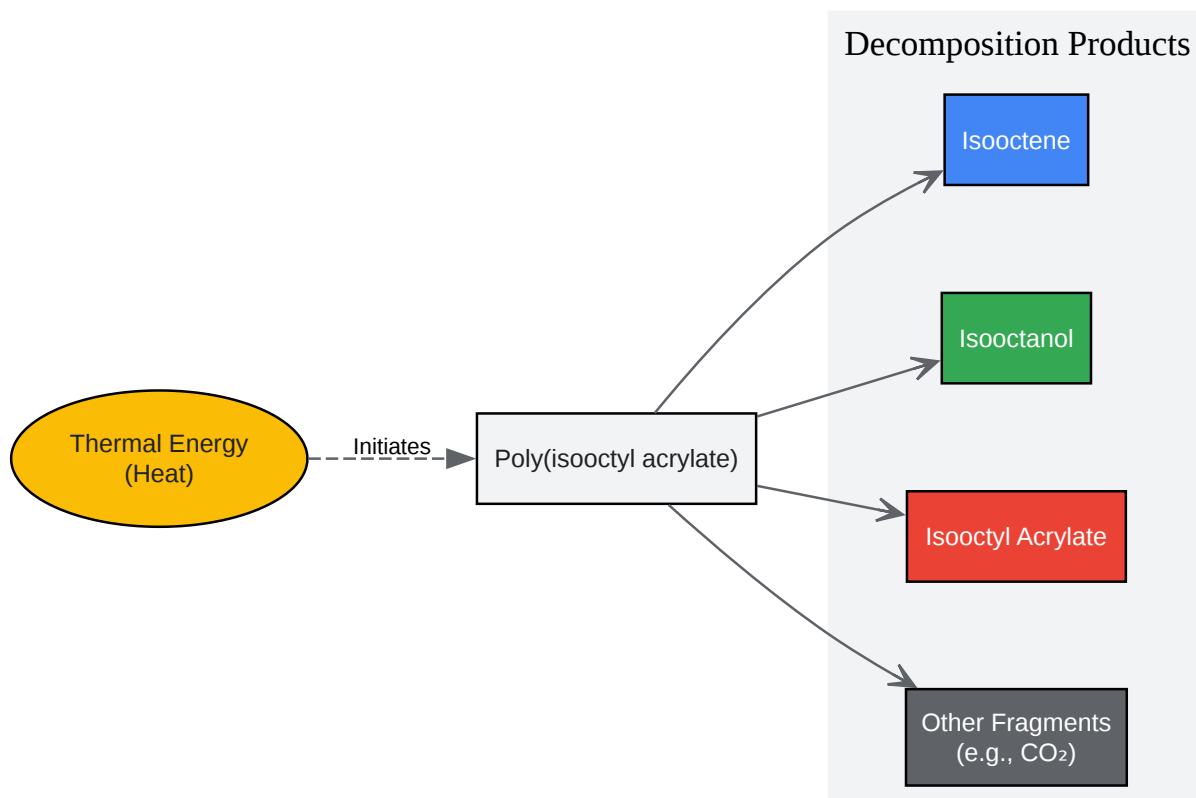 Decomposition Products
Isooctene
Isooctanol
Thermal Energy
(Heat)
Initiates
Poly(isooctyl acrylate)
Isooctyl Acrylate
Other Fragments
(e.g., CO₂)